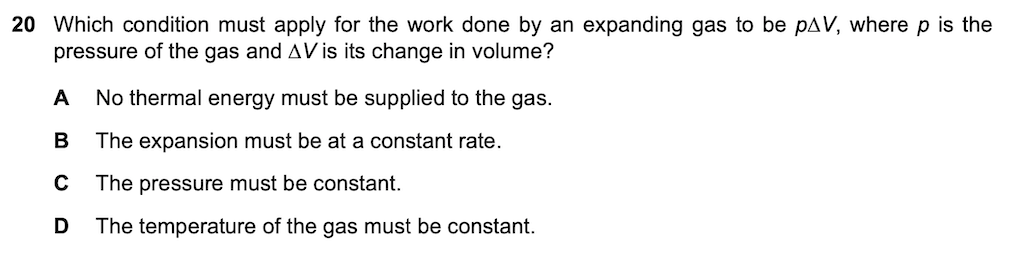 20 Which condition must apply for the work done by an expanding gas to be p∆V, where p is the
pressure of the gas and ∆V is its change in volume?
A No thermal energy must be supplied to the gas.
B The expansion must be at a constant rate.
C The pressure must be constant.
D The temperature of the gas must be constant.